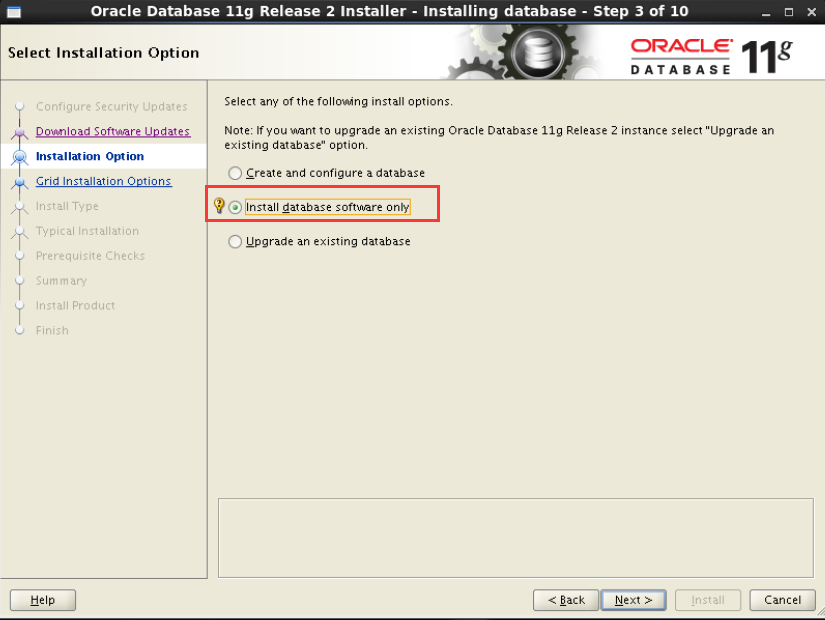 Oracle Database 11g Release 2 Installer - Installing database - Step 3 of 10
Select Installation Option
ORACLE
DATABASE 11g
Configure Security Updates
Download Software Updates
Installation Option
Grid Installation Options
Install Type
Typical Installation
Prerequisite Checks
Summary
Install Product
Finish
Select any of the following install options.
Note: If you want to upgrade an existing Oracle Database 11g Release 2 instance select "Upgrade an
existing database" option.
Create and configure a database
Install database software only
Upgrade an existing database
Help
< Back
Next >
Install
Cancel